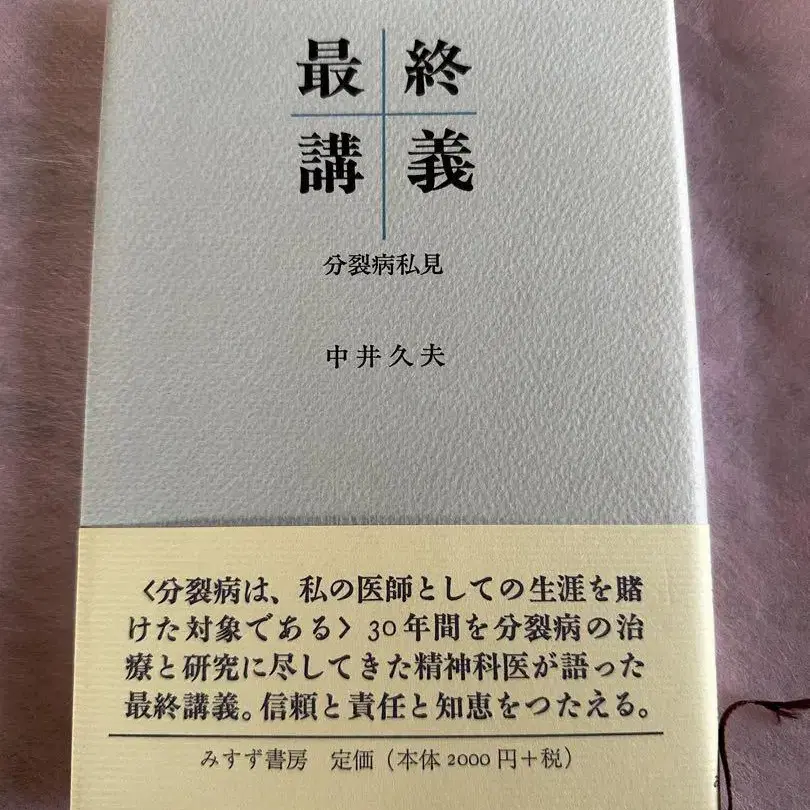 最終
講義
分裂病私見
中井久夫
〈分裂病は、私の医師としての生涯を賭
けた対象である〉30年間を分裂病の治
療と研究に尽してきた精神科医が語った
最終講義。信頼と責任と知恵をつたえる。
みすず書房 定価（本体2000円＋税）